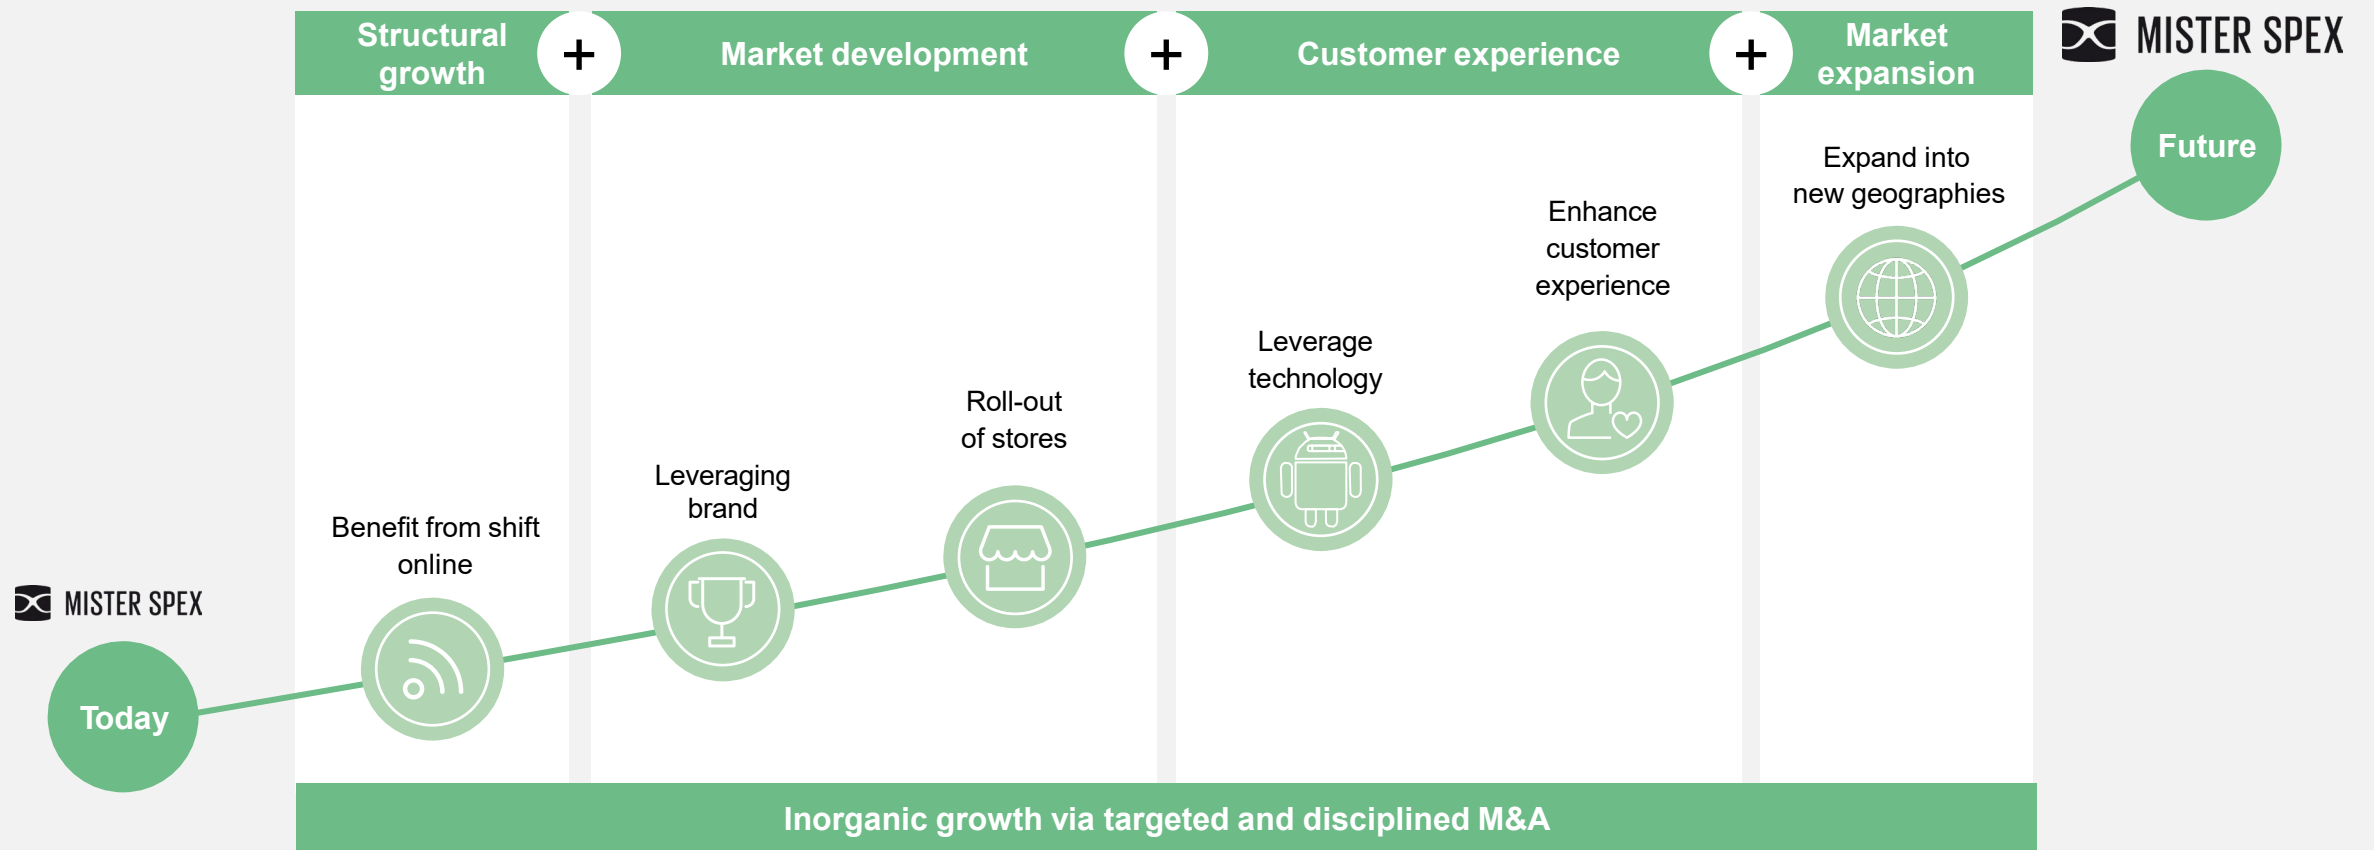 Structural
growth
+
Market development
+
Customer experience
+
Market
expansion
MISTER SPEX
Future
Expand into
new geographies
Enhance
customer
experience
Leverage
technology
Roll-out
of stores
Leveraging
brand
Benefit from shift
online
MISTER SPEX
Today
Inorganic growth via targeted and disciplined M&A